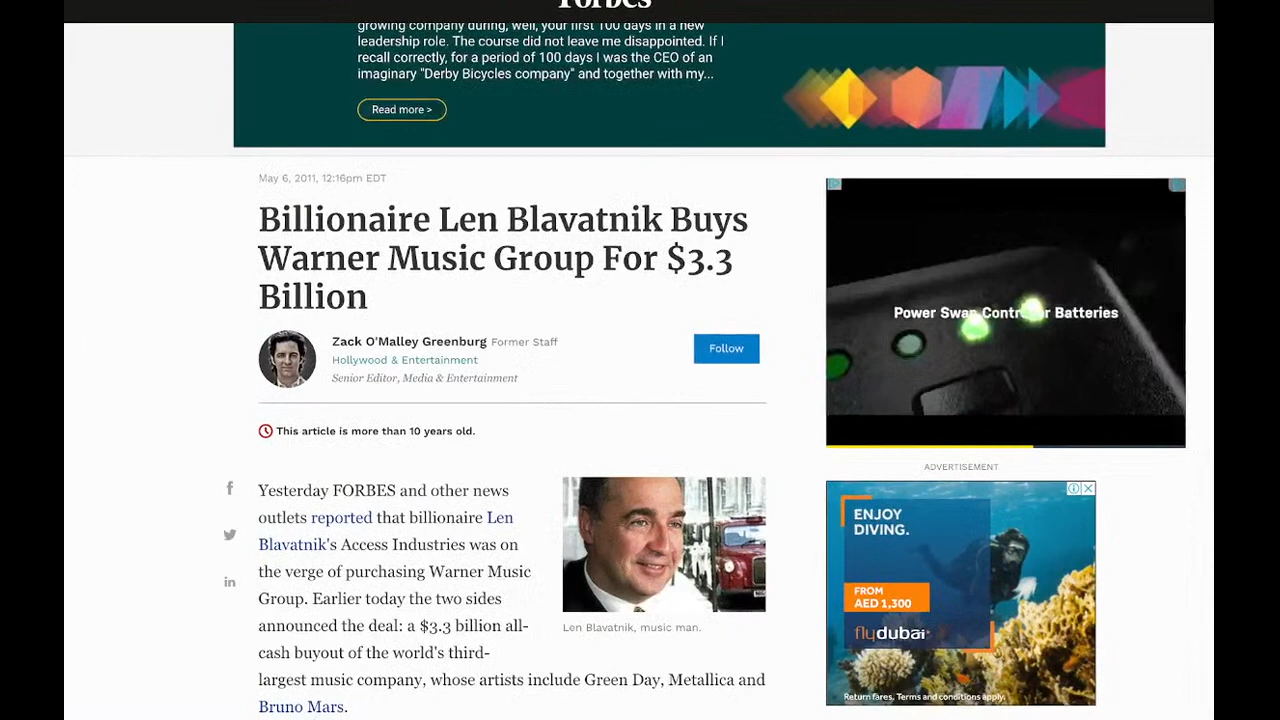 Forbes
growing company during, well, your first 100 days in a new
leadership role. The course did not leave me disappointed. If I
recall correctly, for a period of 100 days I was the CEO of an
imaginary "Derby Bicycles company" and together with my...
Read more >
May 6, 2011, 12:16pm EDT
Billionaire Len Blavatnik Buys
Warner Music Group For $3.3
Billion
Zack O'Malley Greenburg Former Staff
Hollywood & Entertainment
Senior Editor, Media & Entertainment
Follow
This article is more than 10 years old.
Yesterday FORBES and other news
outlets reported that billionaire Len
Blavatnik's Access Industries was on
the verge of purchasing Warner Music
Group. Earlier today the two sides
announced the deal: a $3.3 billion all-
cash buyout of the world's third-
largest music company, whose artists include Green Day, Metallica and
Bruno Mars.
Len Blavatnik, music man.
Power Swap Controller Batteries
ADVERTISEMENT
ENJOY
DIVING.
FROM
AED 1,300
flydubai
Return fares. Terms and conditions apply.